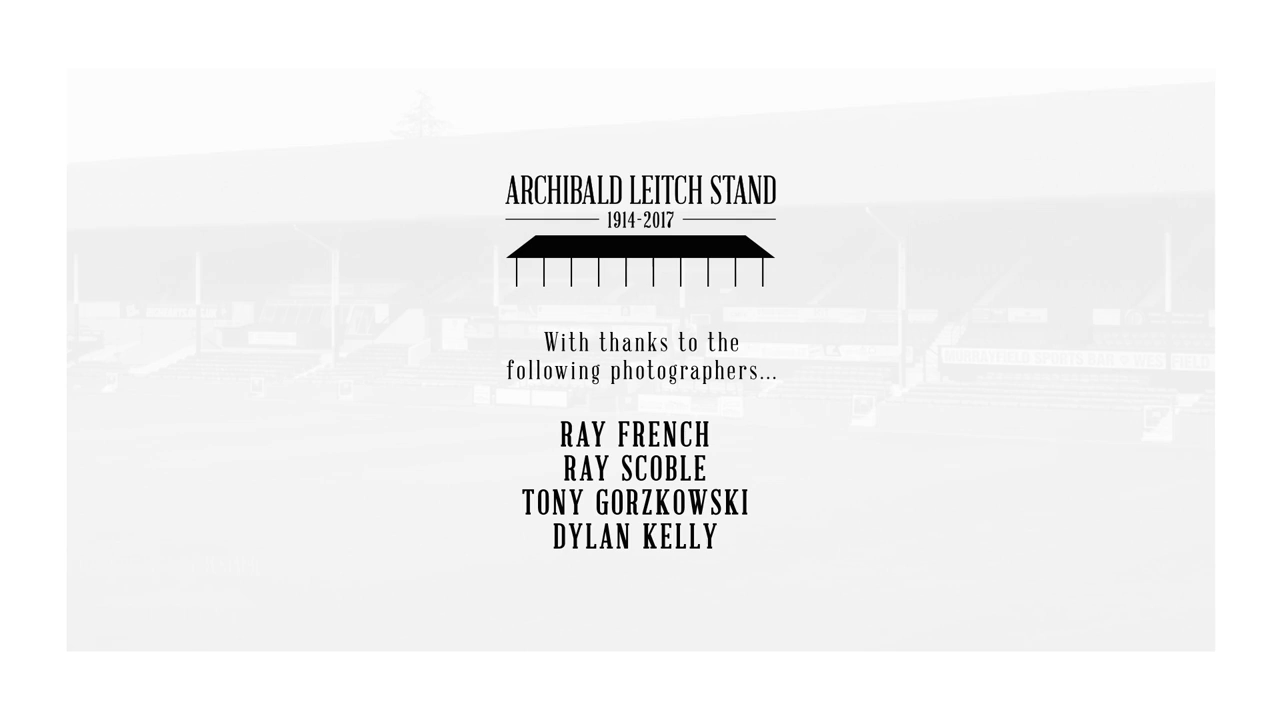 ARCHIBALD LEITCH STAND
1914-2017
With thanks to the
following photographers...
RAY FRENCH
RAY SCOBLE
TONY GORZKOWSKI
DYLAN KELLY